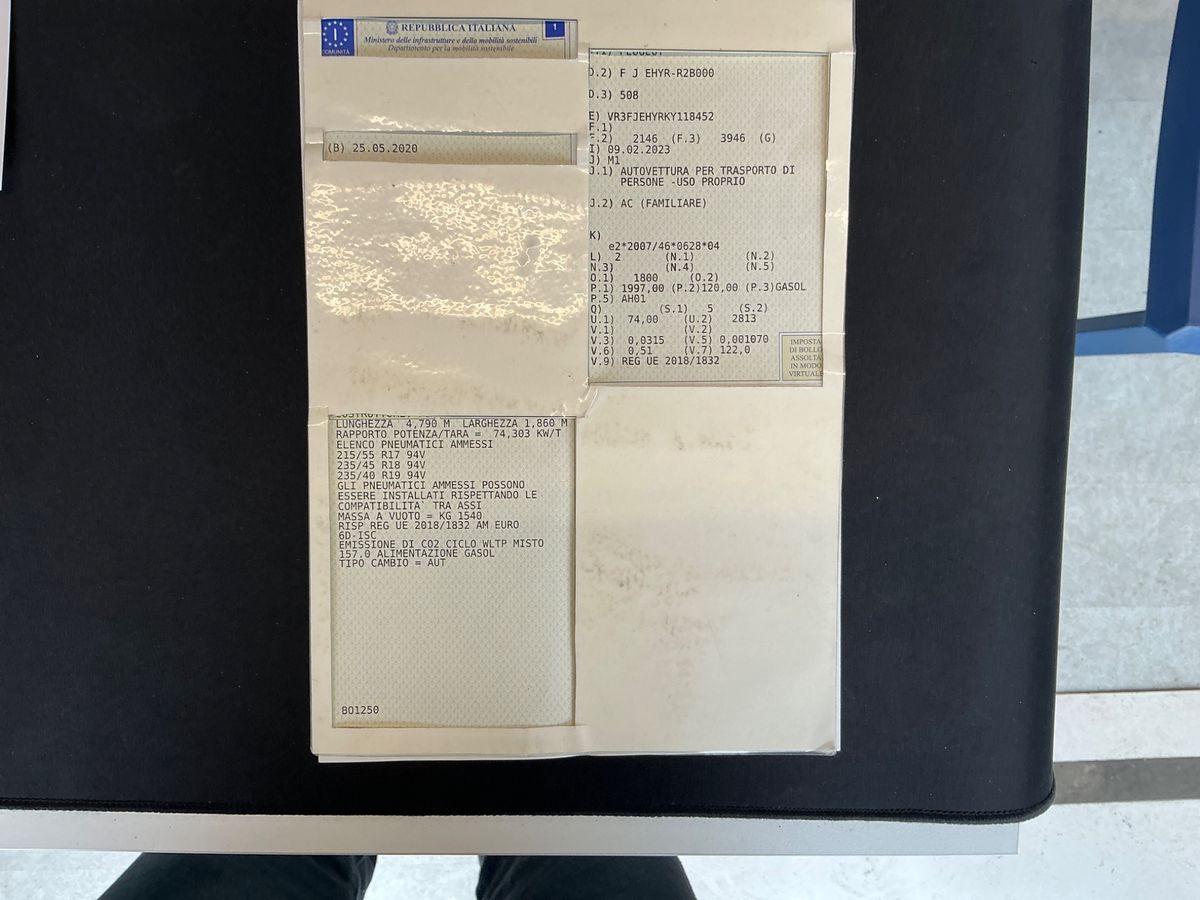 REPUBBLICA ITALIANA
1
Ministero delle infrastrutture e della mobilità sostenibili
Dipartimento per la mobilità sostenibile
I
COMUNITÀ
(B) 25.05.2020
PEUGEOT
D.2) F J EHYR-R2B000
D.3) 508
E) VR3FJEHYRKY118452
F.1)
F.2) 2146 (F.3) 3946 (G)
I) 09.02.2023
J) M1
J.1) AUTOVETTURA PER TRASPORTO DI
PERSONE -USO PROPRIO
J.2) AC (FAMILIARE)
K)
e2*2007/46*0628*04
L) 2 (N.1) (N.2)
N.3) (N.4) (N.5)
O.1) 1800 (O.2)
P.1) 1997,00 (P.2)120,00 (P.3)GASOL
P.5) AH01
Q) (S.1) 5 (S.2)
U.1) 74,00 (U.2) 2813
V.1) (V.2)
V.3) 0,0315 (V.5) 0,001070
V.6) 0,51 (V.7) 122,0
V.9) REG UE 2018/1832
IMPOSTA
DI BOLLO
ASSOLTA
IN MODO
VIRTUALE
LUNGHEZZA 4,790 M LARGHEZZA 1,860 M
RAPPORTO POTENZA/TARA = 74,303 KW/T
ELENCO PNEUMATICI AMMESSI
215/55 R17 94V
235/45 R18 94V
235/40 R19 94V
GLI PNEUMATICI AMMESSI POSSONO
ESSERE INSTALLATI RISPETTANDO LE
COMPATIBILITA` TRA ASSI
MASSA A VUOTO = KG 1540
RISP REG UE 2018/1832 AM EURO
6D-ISC
EMISSIONE DI CO2 CICLO WLTP MISTO
157.0 ALIMENTAZIONE GASOL
TIPO CAMBIO = AUT
BO1250